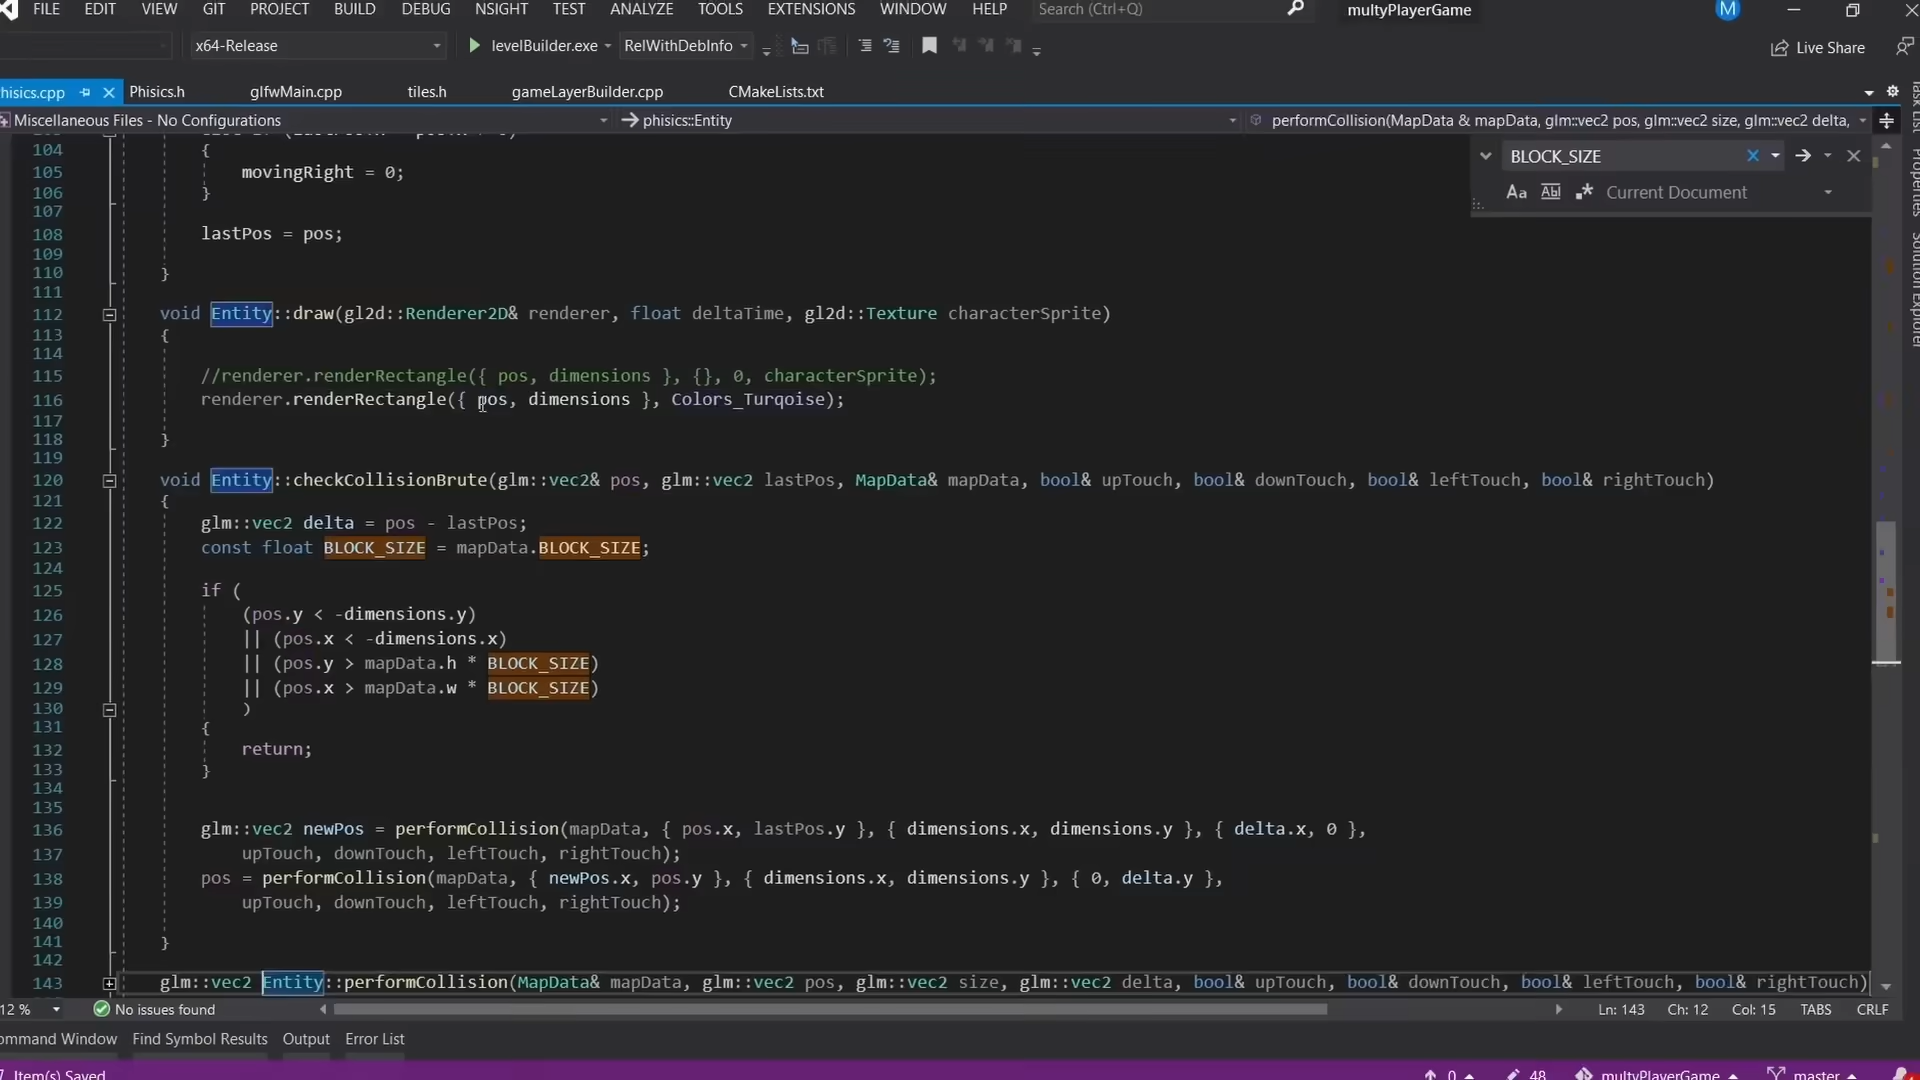 FILE EDIT VIEW GIT PROJECT BUILD DEBUG NSIGHT TEST ANALYZE TOOLS EXTENSIONS WINDOW HELP Search (Ctrl+Q) multyPlayerGame M
x64-Release levelBuilder.exe RelWithDebInfo Live Share
hisics.cpp Phisics.h glfwMain.cpp tiles.h gameLayerBuilder.cpp CMakeLists.txt
Miscellaneous Files - No Configurations phisics::Entity performCollision(MapData & mapData, glm::vec2 pos, glm::vec2 size, glm::vec2 delta,
BLOCK_SIZE
Aa Abl .* Current Document
Properties
Solution Explorer
104 {
105 movingRight = 0;
106 }
107
108 lastPos = pos;
109
110 }
111
112 void Entity::draw(gl2d::Renderer2D& renderer, float deltaTime, gl2d::Texture characterSprite)
113 {
114
115 //renderer.renderRectangle({ pos, dimensions }, {}, 0, characterSprite);
116 renderer.renderRectangle({ pos, dimensions }, Colors_Turqoise);
117
118 }
119
120 void Entity::checkCollisionBrute(glm::vec2& pos, glm::vec2 lastPos, MapData& mapData, bool& upTouch, bool& downTouch, bool& leftTouch, bool& rightTouch)
121 {
122 glm::vec2 delta = pos - lastPos;
123 const float BLOCK_SIZE = mapData.BLOCK_SIZE;
124
125 if (
126 (pos.y < -dimensions.y)
127 || (pos.x < -dimensions.x)
128 || (pos.y > mapData.h * BLOCK_SIZE)
129 || (pos.x > mapData.w * BLOCK_SIZE)
130 )
131 {
132 return;
133 }
134
135
136 glm::vec2 newPos = performCollision(mapData, { pos.x, lastPos.y }, { dimensions.x, dimensions.y }, { delta.x, 0 },
137 upTouch, downTouch, leftTouch, rightTouch);
138 pos = performCollision(mapData, { newPos.x, pos.y }, { dimensions.x, dimensions.y }, { 0, delta.y },
139 upTouch, downTouch, leftTouch, rightTouch);
140
141 }
142
143 glm::vec2 Entity::performCollision(MapData& mapData, glm::vec2 pos, glm::vec2 size, glm::vec2 delta, bool& upTouch, bool& downTouch, bool& leftTouch, bool& rightTouch)
12 % No issues found Ln: 143 Ch: 12 Col: 15 TABS CRLF
ommand Window Find Symbol Results Output Error List
Item(s) Saved 0 48 multyPlayerGame master